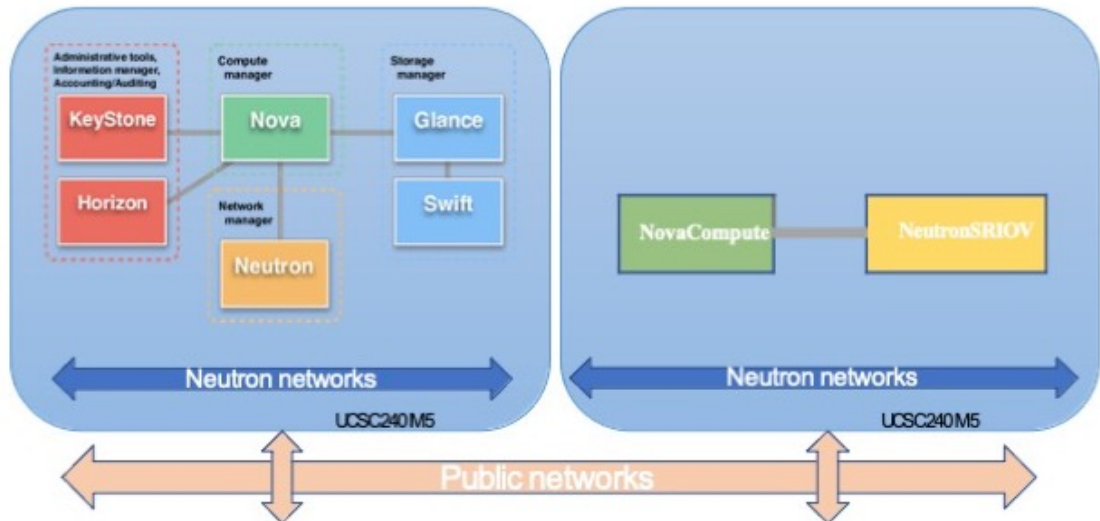 Administrative tools,
Information manager,
Accounting/Auditing
KeyStone
Horizon
Compute
manager
Nova
Network
manager
Neutron
Storage
manager
Glance
Swift
Neutron networks
UCSC240 M5
NovaCompute
NeutronSRIOV
Neutron networks
UCSC240 M5
Public networks